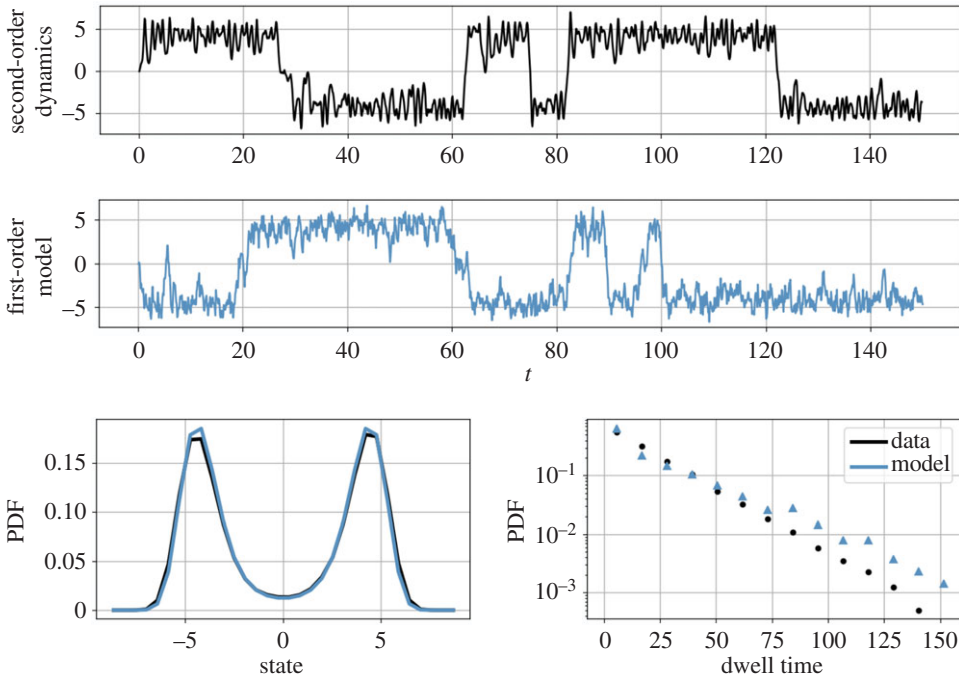 second-order
dynamics
5
0
−5
0 20 40 60 80 100 120 140
first-order
model
5
0
−5
0 20 40 60 80 100 120 140
t
PDF
0.15
0.10
0.05
0
−5 0 5
state
PDF
10⁻¹
10⁻²
10⁻³
data
model
0 25 50 75 100 125 150
dwell time